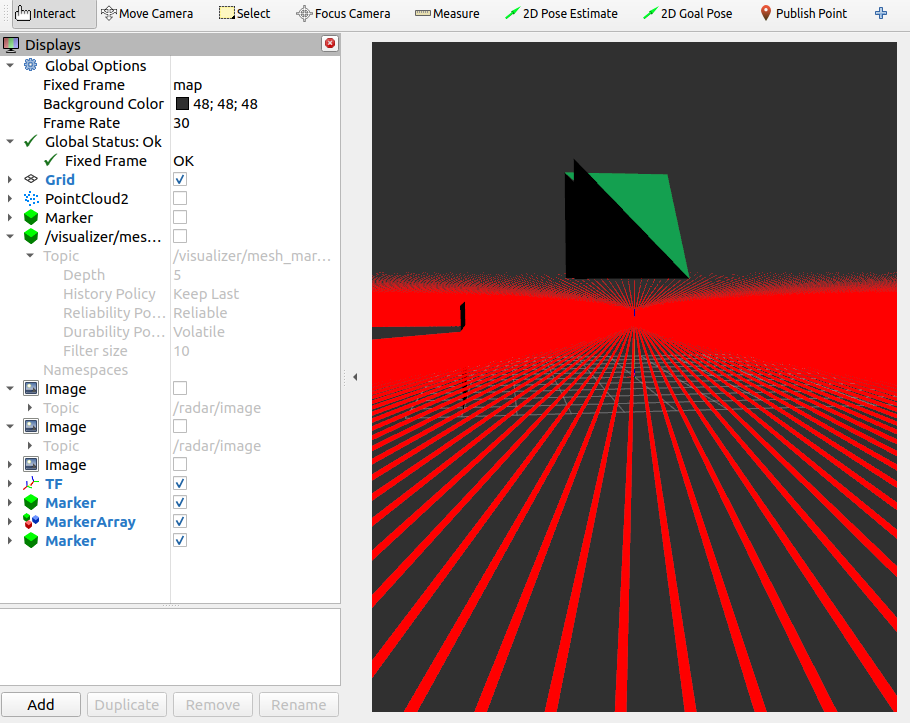 Interact Move Camera Select Focus Camera Measure 2D Pose Estimate 2D Goal Pose Publish Point
Displays
Global Options
Fixed Frame map
Background Color 48; 48; 48
Frame Rate 30
Global Status: Ok
Fixed Frame OK
Grid
PointCloud2
Marker
/visualizer/mes...
Topic /visualizer/mesh_mar...
Depth 5
History Policy Keep Last
Reliability Po... Reliable
Durability Po... Volatile
Filter size 10
Namespaces
Image
Topic /radar/image
Image
Topic /radar/image
Image
TF
Marker
MarkerArray
Marker
Add Duplicate Remove Rename